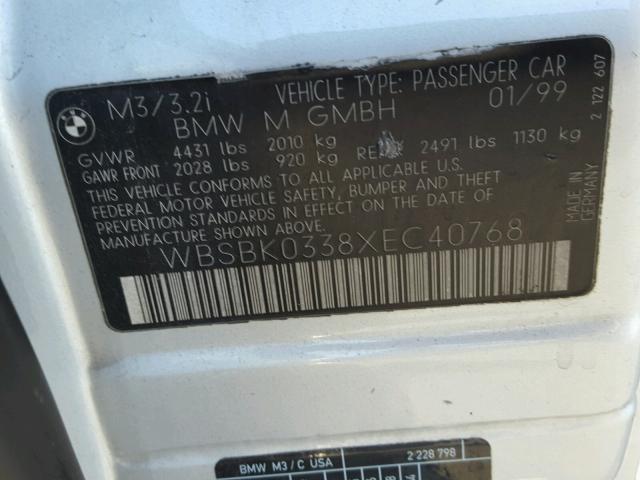 BMW
M3/3.2i VEHICLE TYPE: PASSENGER CAR
BMW M GMBH 01/99
GVWR 4431 lbs 2010 kg
GAWR FRONT 2028 lbs 920 kg 2491 lbs 1130 kg
THIS VEHICLE CONFORMS TO ALL APPLICABLE U.S.
FEDERAL MOTOR VEHICLE SAFETY, BUMPER AND THEFT
PREVENTION STANDARDS IN EFFECT ON THE DATE OF
MANUFACTURE SHOWN ABOVE.
WBSBK0338XEC40768
2 122 607
MADE IN
GERMANY
BMW M3/C USA 2 228 798